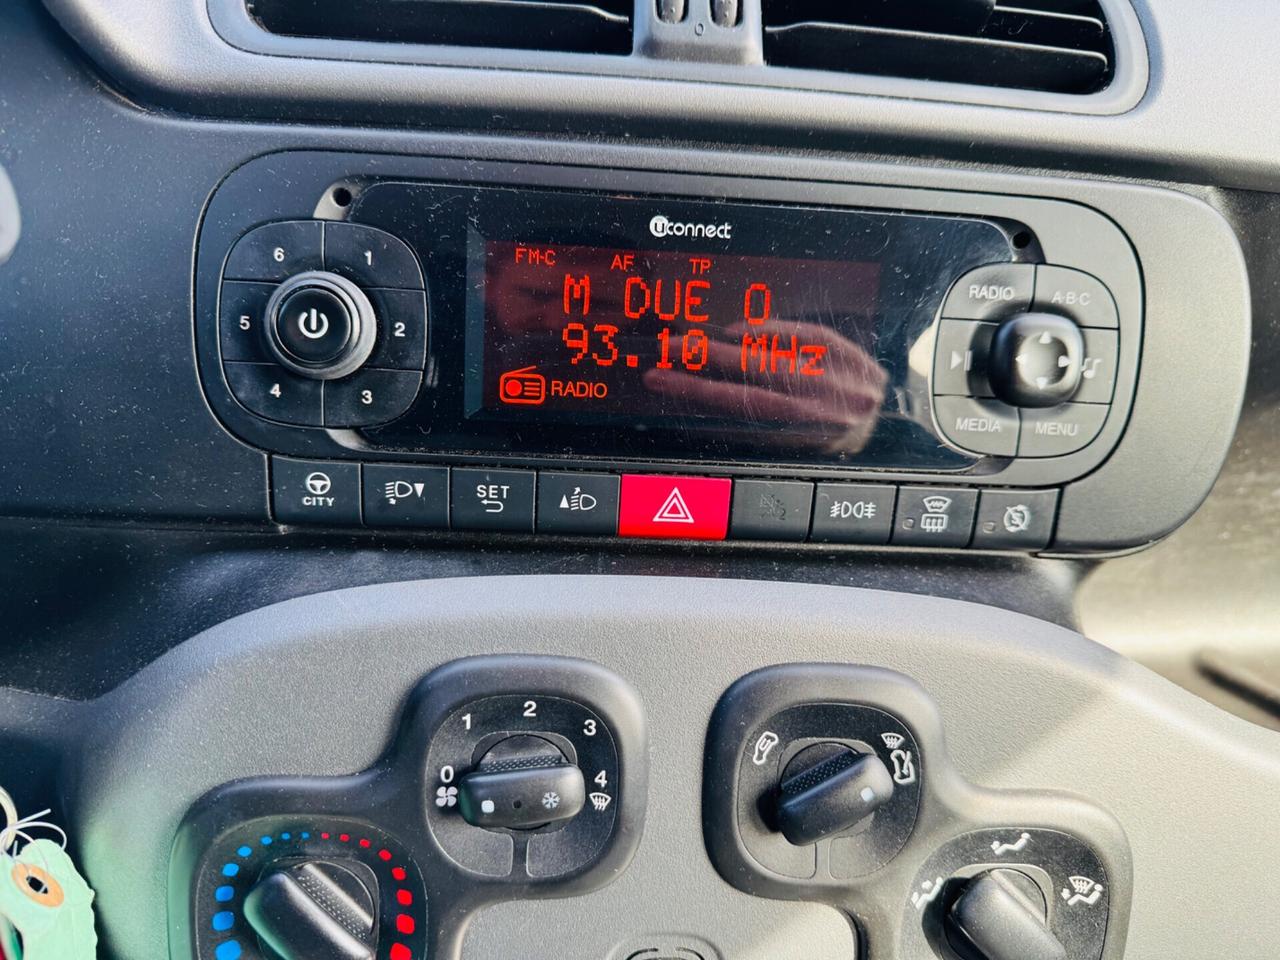 uconnect
FM-C AF TP
M DUE O
93.10 MHz
RADIO
6 1
5 2
4 3
RADIO A·B·C
MEDIA MENU
CITY
SET
0 1 2 3 4